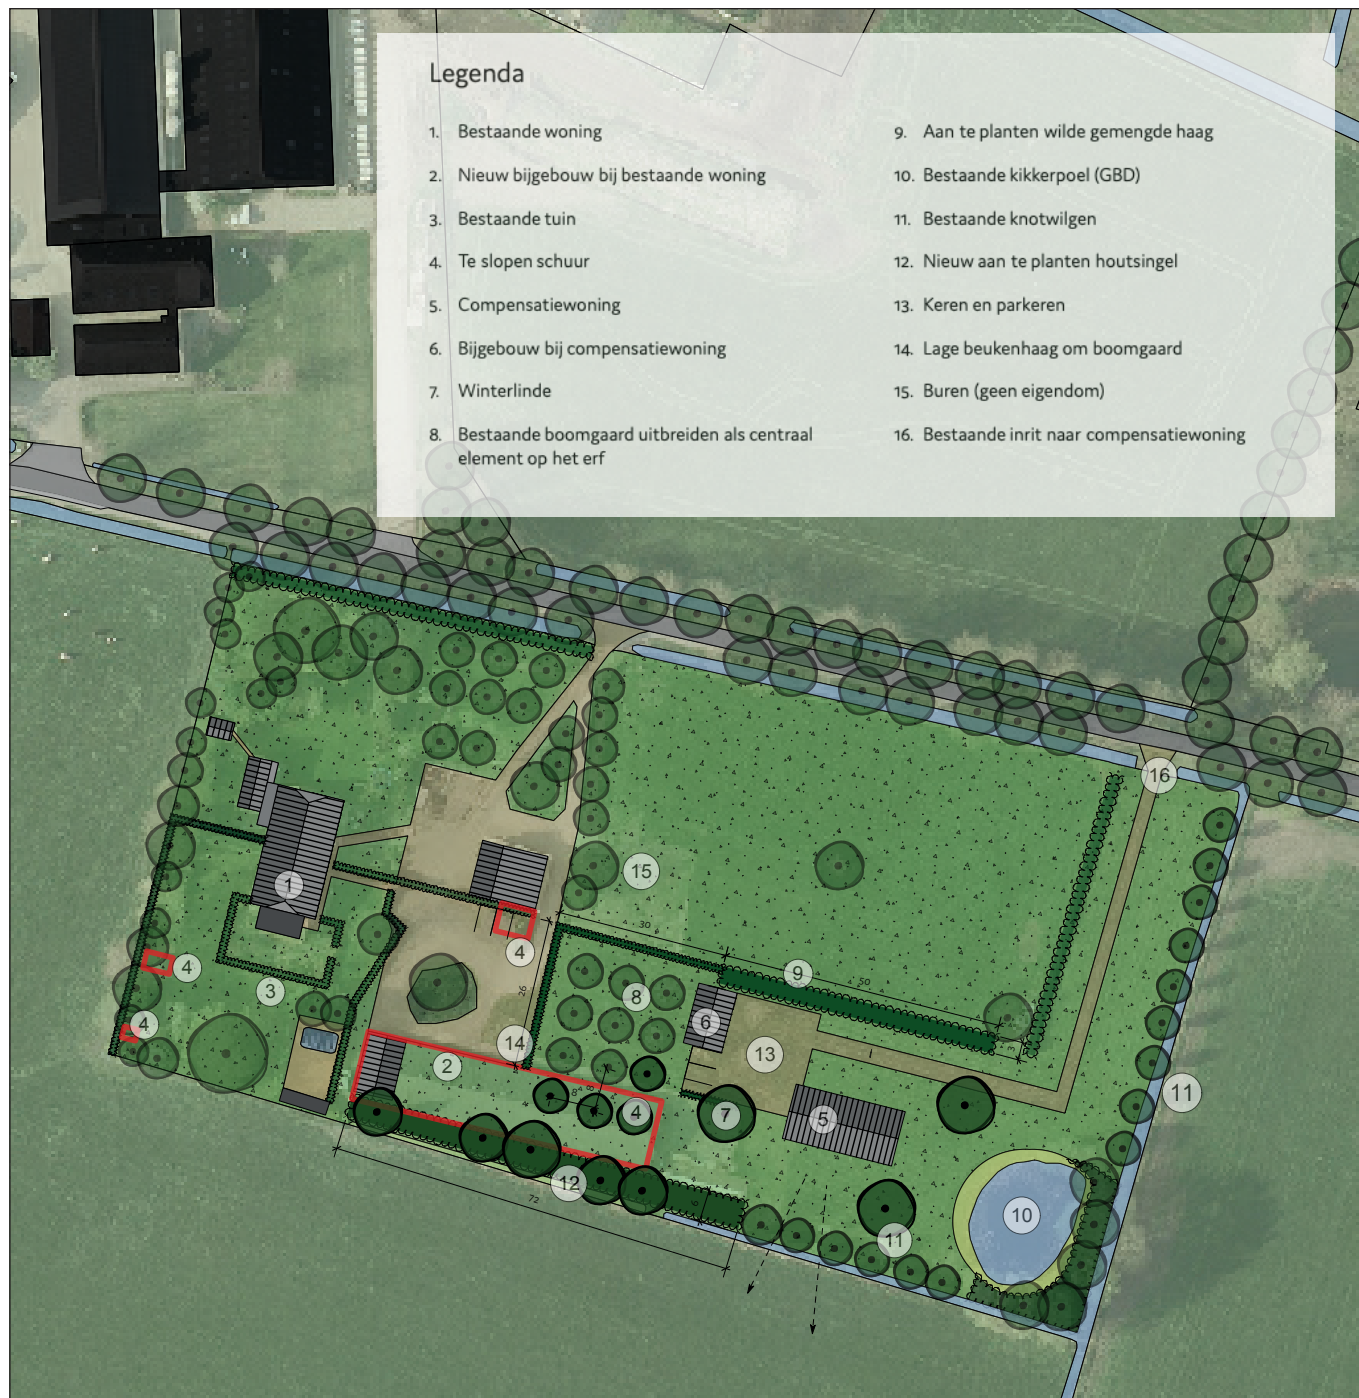 Legenda
1. Bestaande woning
2. Nieuw bijgebouw bij bestaande woning
3. Bestaande tuin
4. Te slopen schuur
5. Compensatiewoning
6. Bijgebouw bij compensatiewoning
7. Winterlinde
8. Bestaande boomgaard uitbreiden als centraal
element op het erf
9. Aan te planten wilde gemengde haag
10. Bestaande kikkerpoel (GBD)
11. Bestaande knotwilgen
12. Nieuw aan te planten houtsingel
13. Keren en parkeren
14. Lage beukenhaag om boomgaard
15. Buren (geen eigendom)
16. Bestaande inrit naar compensatiewoning
16
15
1
30
4
4
9
50
3
8
26
6
4
14
13
2
8
8
4
7
5
11
12
72
10
11